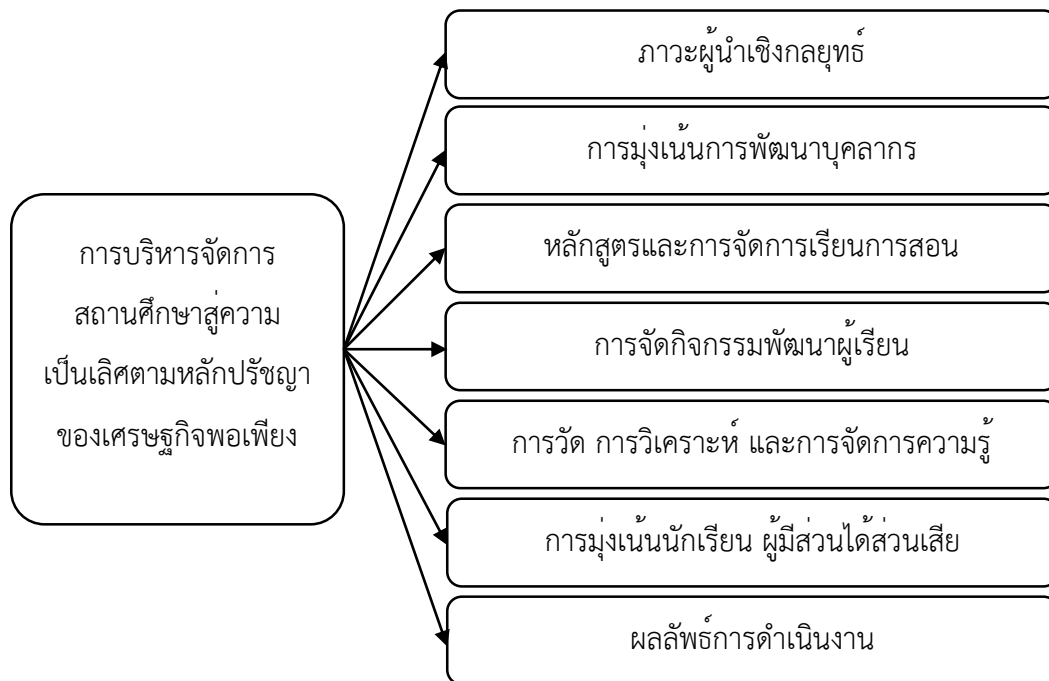 การบริหารจัดการ
สถานศึกษาสู่ความ
เป็นเลิศตามหลักปรัชญา
ของเศรษฐกิจพอเพียง
ภาวะผู้นำเชิงกลยุทธ์
การมุ่งเน้นการพัฒนาบุคลากร
หลักสูตรและการจัดการเรียนการสอน
การจัดกิจกรรมพัฒนาผู้เรียน
การวัด การวิเคราะห์ และการจัดการความรู้
การมุ่งเน้นนักเรียน ผู้มีส่วนได้ส่วนเสีย
ผลลัพธ์การดำเนินงาน